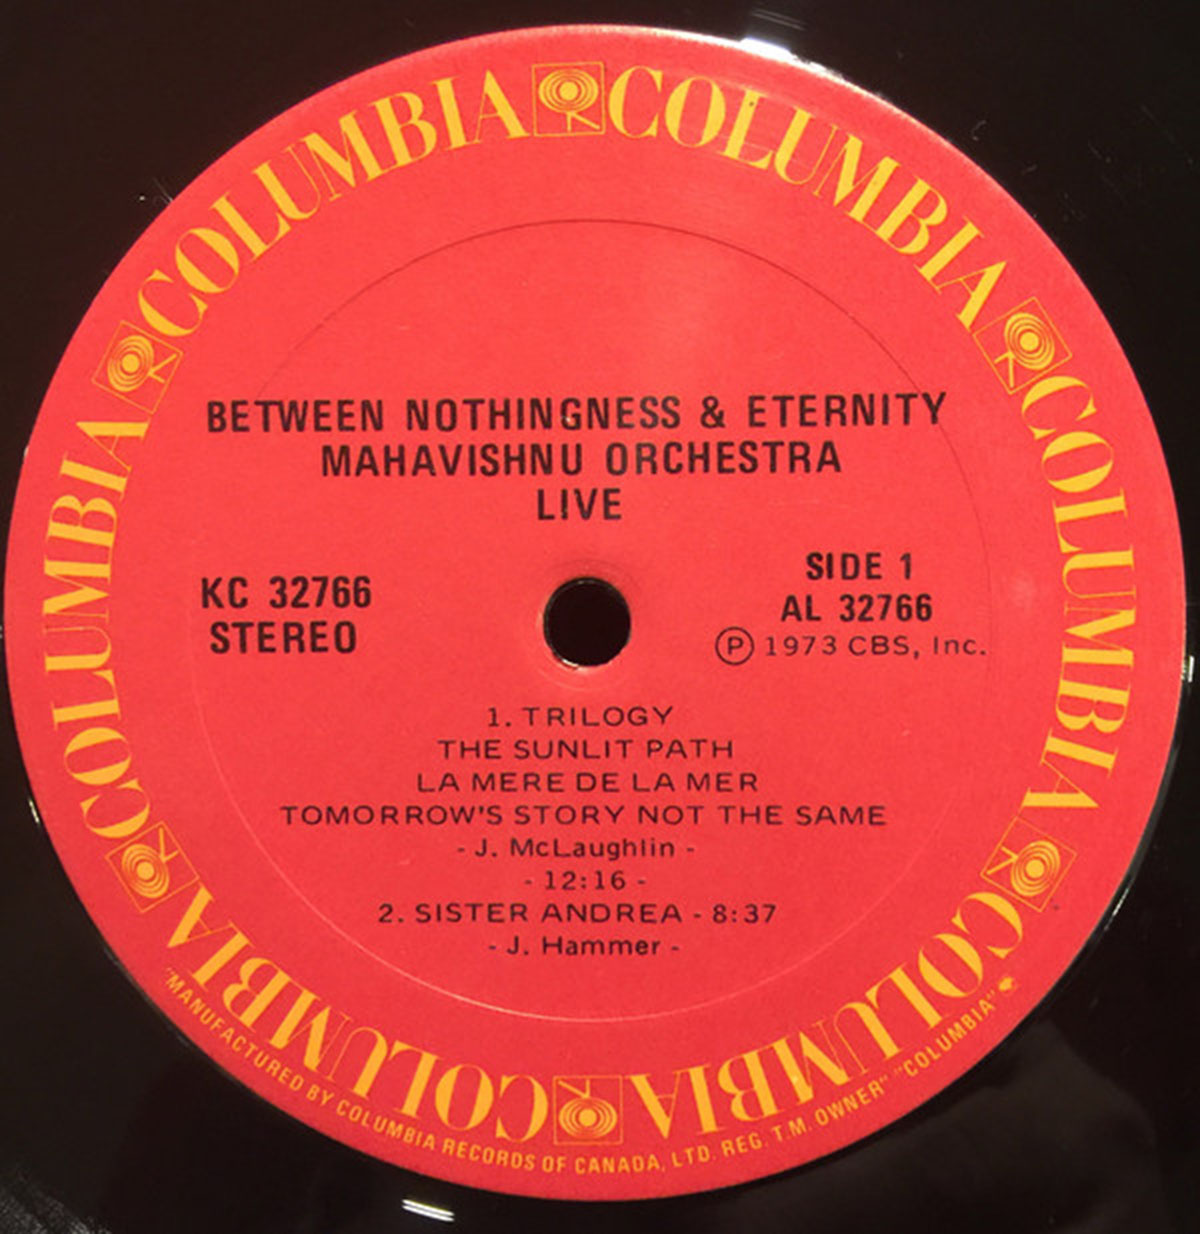 COLUMBIA COLUMBIA COLUMBIA COLUMBIA COLUMBIA COLUMBIA
BETWEEN NOTHINGNESS & ETERNITY
MAHAVISHNU ORCHESTRA
LIVE
KC 32766
STEREO
SIDE 1
AL 32766
Ⓟ 1973 CBS, Inc.
1. TRILOGY
THE SUNLIT PATH
LA MERE DE LA MER
TOMORROW'S STORY NOT THE SAME
- J. McLaughlin -
- 12:16 -
2. SISTER ANDREA - 8:37
- J. Hammer -
"MANUFACTURED BY COLUMBIA RECORDS OF CANADA, LTD. REG. T.M. OWNER" "COLUMBIA"